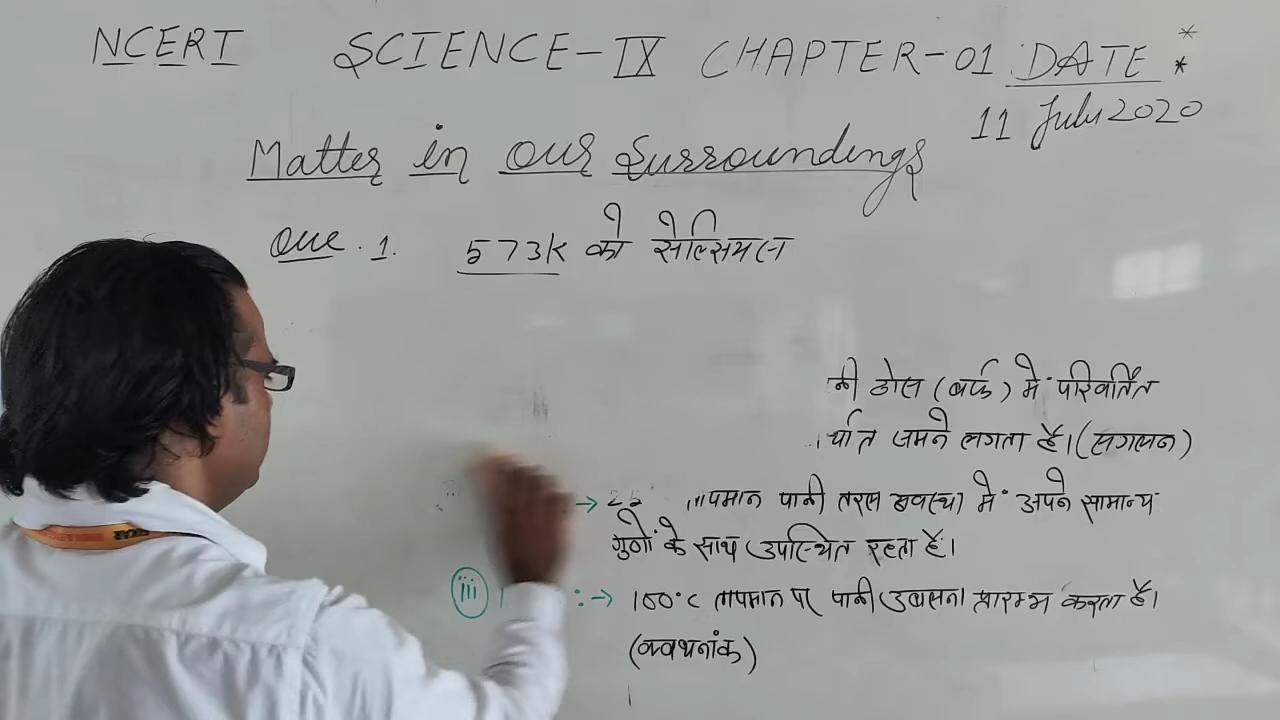 NCERT SCIENCE-IX CHAPTER-01 DATE
11 July 2020
Matter in our Surroundings
Que. 1. 573K को सेल्सियस
ठोस (बर्फ) में परिवर्तित
जमने लगता है। (संगलन)
→ पानी तरल अवस्था में अपने सामान्य
गुणों के साथ उपस्थित रहता है।
(iii) :→ 100°C तापमान पर पानी उबलना प्रारम्भ करता है।
(क्वथनांक)